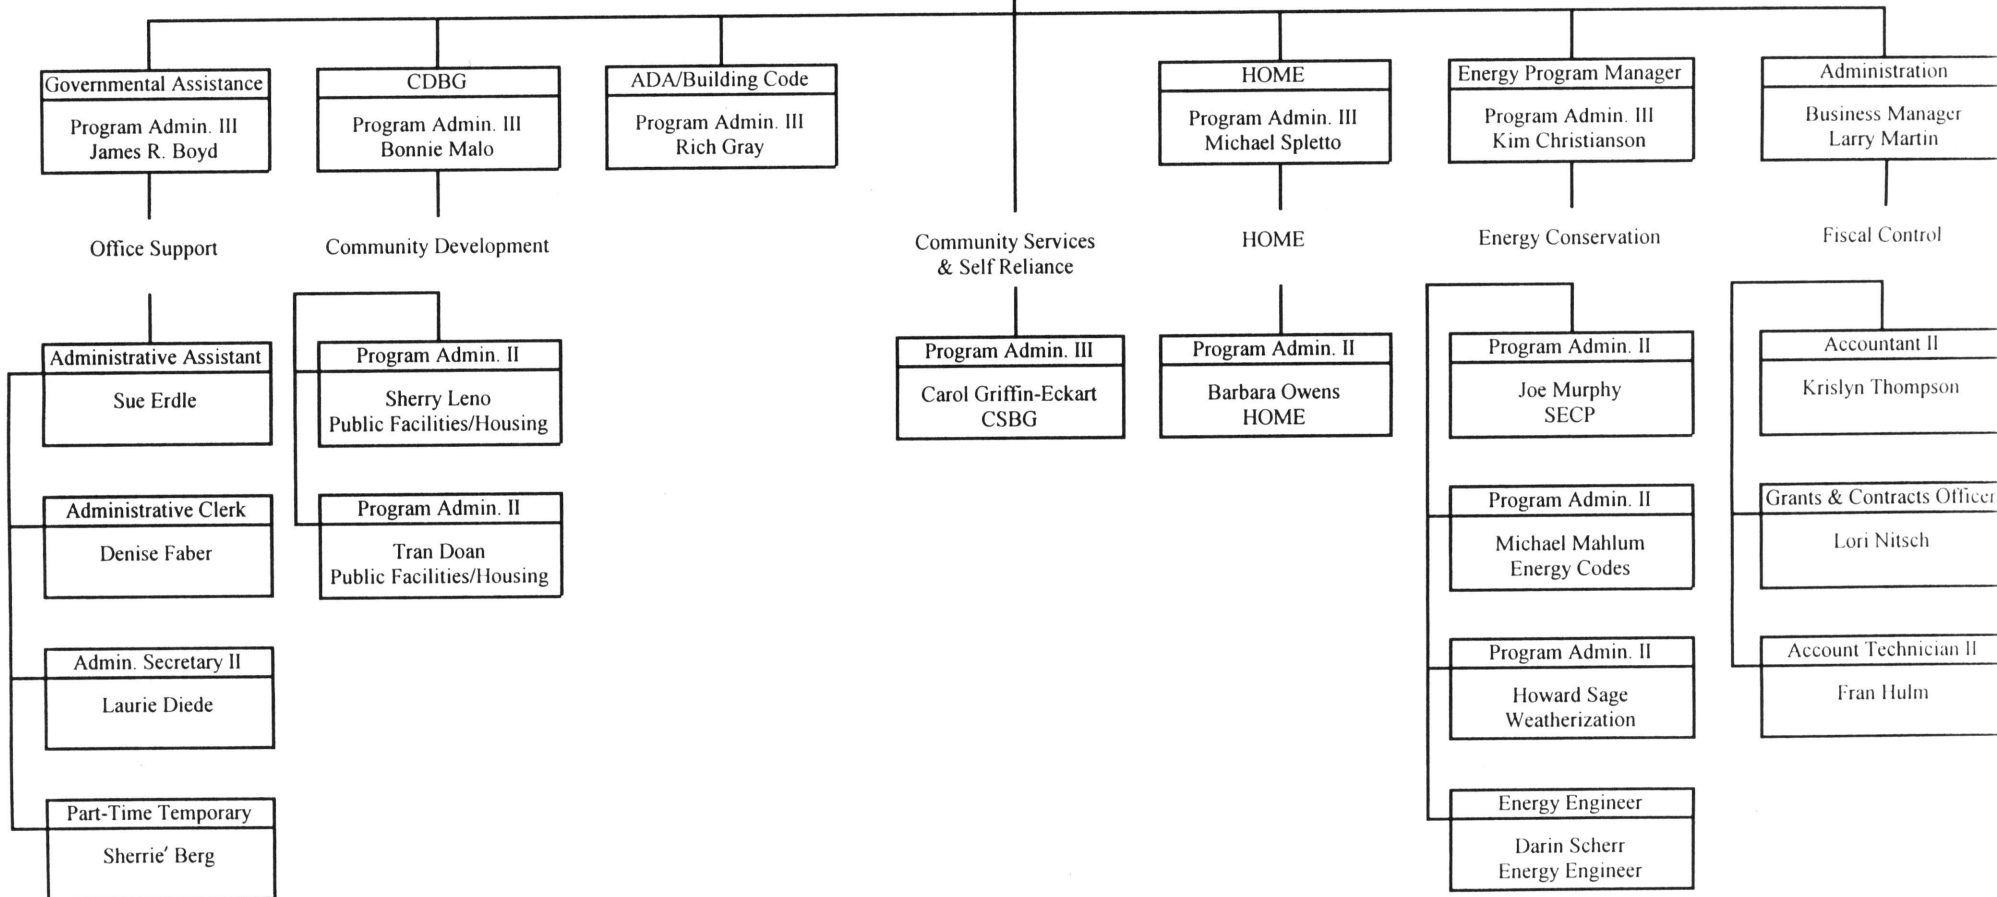 Governmental Assistance
Program Admin. III
James R. Boyd
Office Support
Administrative Assistant
Sue Erdle
Administrative Clerk
Denise Faber
Admin. Secretary II
Laurie Diede
Part-Time Temporary
Sherrie' Berg
CDBG
Program Admin. III
Bonnie Malo
Community Development
Program Admin. II
Sherry Leno
Public Facilities/Housing
Program Admin. II
Tran Doan
Public Facilities/Housing
ADA/Building Code
Program Admin. III
Rich Gray
Community Services
& Self Reliance
Program Admin. III
Carol Griffin-Eckart
CSBG
HOME
Program Admin. III
Michael Spletto
HOME
Program Admin. II
Barbara Owens
HOME
Energy Program Manager
Program Admin. III
Kim Christianson
Energy Conservation
Program Admin. II
Joe Murphy
SECP
Program Admin. II
Michael Mahlum
Energy Codes
Program Admin. II
Howard Sage
Weatherization
Energy Engineer
Darin Scherr
Energy Engineer
Administration
Business Manager
Larry Martin
Fiscal Control
Accountant II
Krislyn Thompson
Grants & Contracts Officer
Lori Nitsch
Account Technician II
Fran Hulm